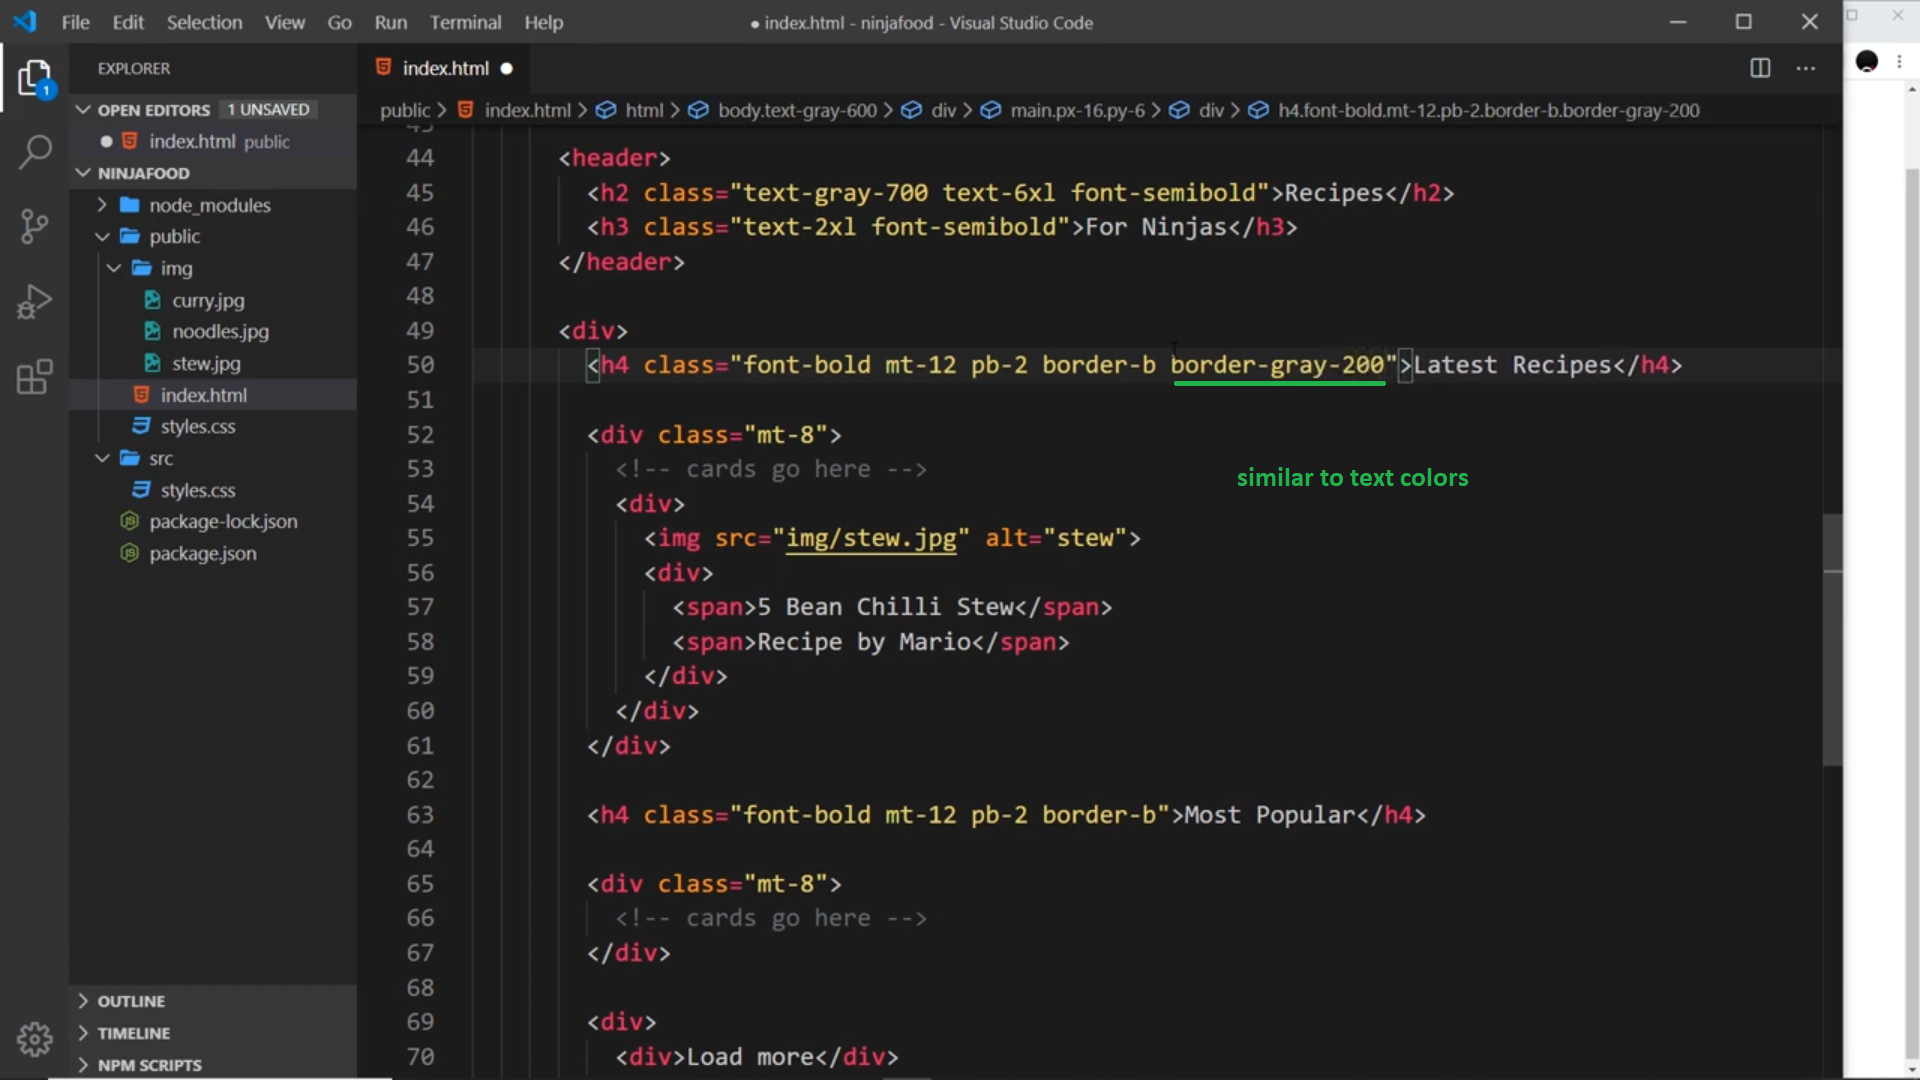 File Edit Selection View Go Run Terminal Help
● index.html - ninjafood - Visual Studio Code
EXPLORER
1
OPEN EDITORS 1 UNSAVED
index.html public
NINJAFOOD
node_modules
public
img
curry.jpg
noodles.jpg
stew.jpg
index.html
styles.css
src
styles.css
package-lock.json
package.json
OUTLINE
TIMELINE
NPM SCRIPTS
index.html
public > index.html > html > body.text-gray-600 > div > main.px-16.py-6 > div > h4.font-bold.mt-12.pb-2.border-b.border-gray-200
44 <header>
45 <h2 class="text-gray-700 text-6xl font-semibold">Recipes</h2>
46 <h3 class="text-2xl font-semibold">For Ninjas</h3>
47 </header>
48
49 <div>
50 <h4 class="font-bold mt-12 pb-2 border-b border-gray-200">Latest Recipes</h4>
51
52 <div class="mt-8">
53 <!-- cards go here -->
similar to text colors
54 <div>
55 <img src="img/stew.jpg" alt="stew">
56 <div>
57 <span>5 Bean Chilli Stew</span>
58 <span>Recipe by Mario</span>
59 </div>
60 </div>
61 </div>
62
63 <h4 class="font-bold mt-12 pb-2 border-b">Most Popular</h4>
64
65 <div class="mt-8">
66 <!-- cards go here -->
67 </div>
68
69 <div>
70 <div>Load more</div>